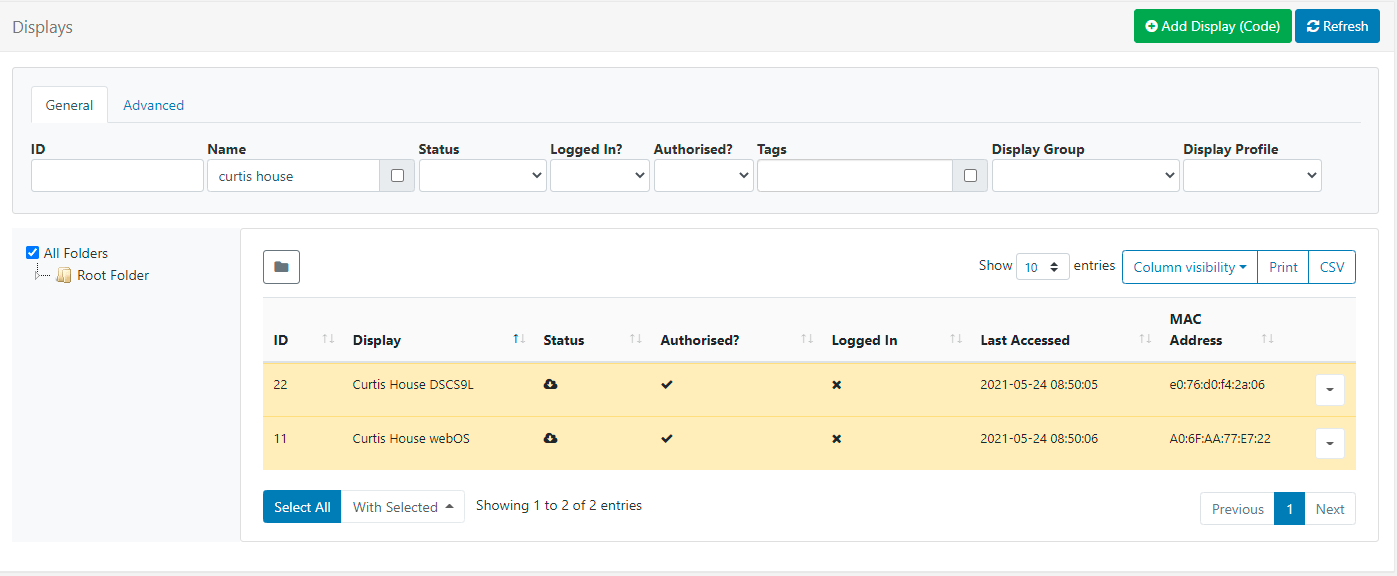 Displays
Add Display (Code) Refresh
General Advanced
ID Name Status Logged In? Authorised? Tags Display Group Display Profile
curtis house
All Folders
Root Folder
Show 10 entries Column visibility Print CSV
ID Display Status Authorised? Logged In Last Accessed MAC Address
22 Curtis House DSCS9L 2021-05-24 08:50:05 e0:76:d0:f4:2a:06
11 Curtis House webOS 2021-05-24 08:50:06 A0:6F:AA:77:E7:22
Select All With Selected Showing 1 to 2 of 2 entries Previous 1 Next